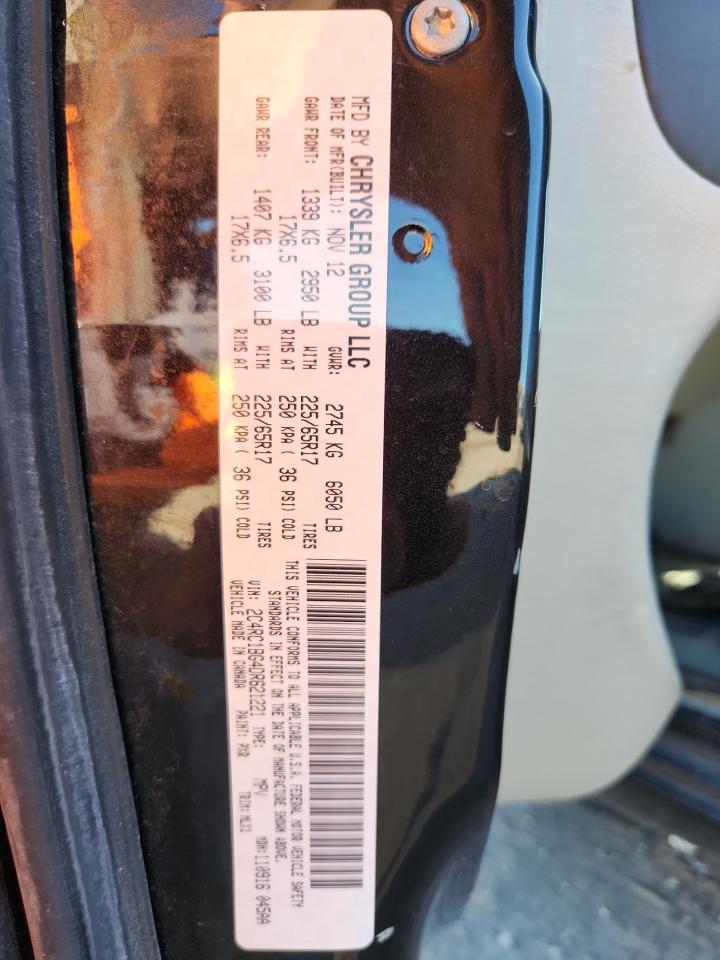 MFD BY CHRYSLER GROUP LLC
DATE OF MFR(BUILT): NOV 12 GVWR: 2745 KG 6050 LB
GAWR FRONT: 1339 KG 2950 LB WITH 225/65R17 TIRES
17X6.5 RIMS AT 250 KPA ( 36 PSI) COLD
GAWR REAR: 1407 KG 3100 LB WITH 225/65R17 TIRES
17X6.5 RIMS AT 250 KPA ( 36 PSI) COLD
THIS VEHICLE CONFORMS TO ALL APPLICABLE U.S.A. FEDERAL MOTOR VEHICLE SAFETY
STANDARDS IN EFFECT ON THE DATE OF MANUFACTURE SHOWN ABOVE.
VIN: 2C4RC1BG4DR621221 TYPE: MPV MDH:110916 045AA
VEHICLE MADE IN CANADA PAINT: PXR TRIM: